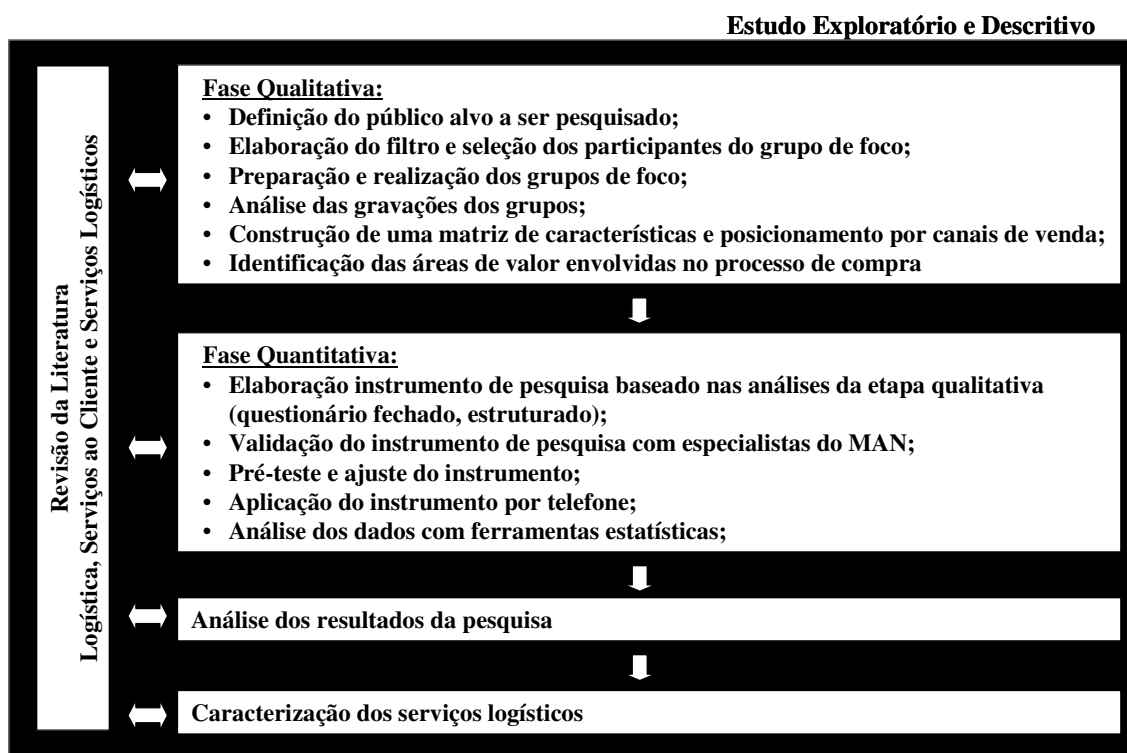 Estudo Exploratório e Descritivo
Revisão da Literatura
Logística, Serviços ao Cliente e Serviços Logísticos
Fase Qualitativa:
• Definição do público alvo a ser pesquisado;
• Elaboração do filtro e seleção dos participantes do grupo de foco;
• Preparação e realização dos grupos de foco;
• Análise das gravações dos grupos;
• Construção de uma matriz de características e posicionamento por canais de venda;
• Identificação das áreas de valor envolvidas no processo de compra
Fase Quantitativa:
• Elaboração instrumento de pesquisa baseado nas análises da etapa qualitativa
(questionário fechado, estruturado);
• Validação do instrumento de pesquisa com especialistas do MAN;
• Pré-teste e ajuste do instrumento;
• Aplicação do instrumento por telefone;
• Análise dos dados com ferramentas estatísticas;
Análise dos resultados da pesquisa
Caracterização dos serviços logísticos